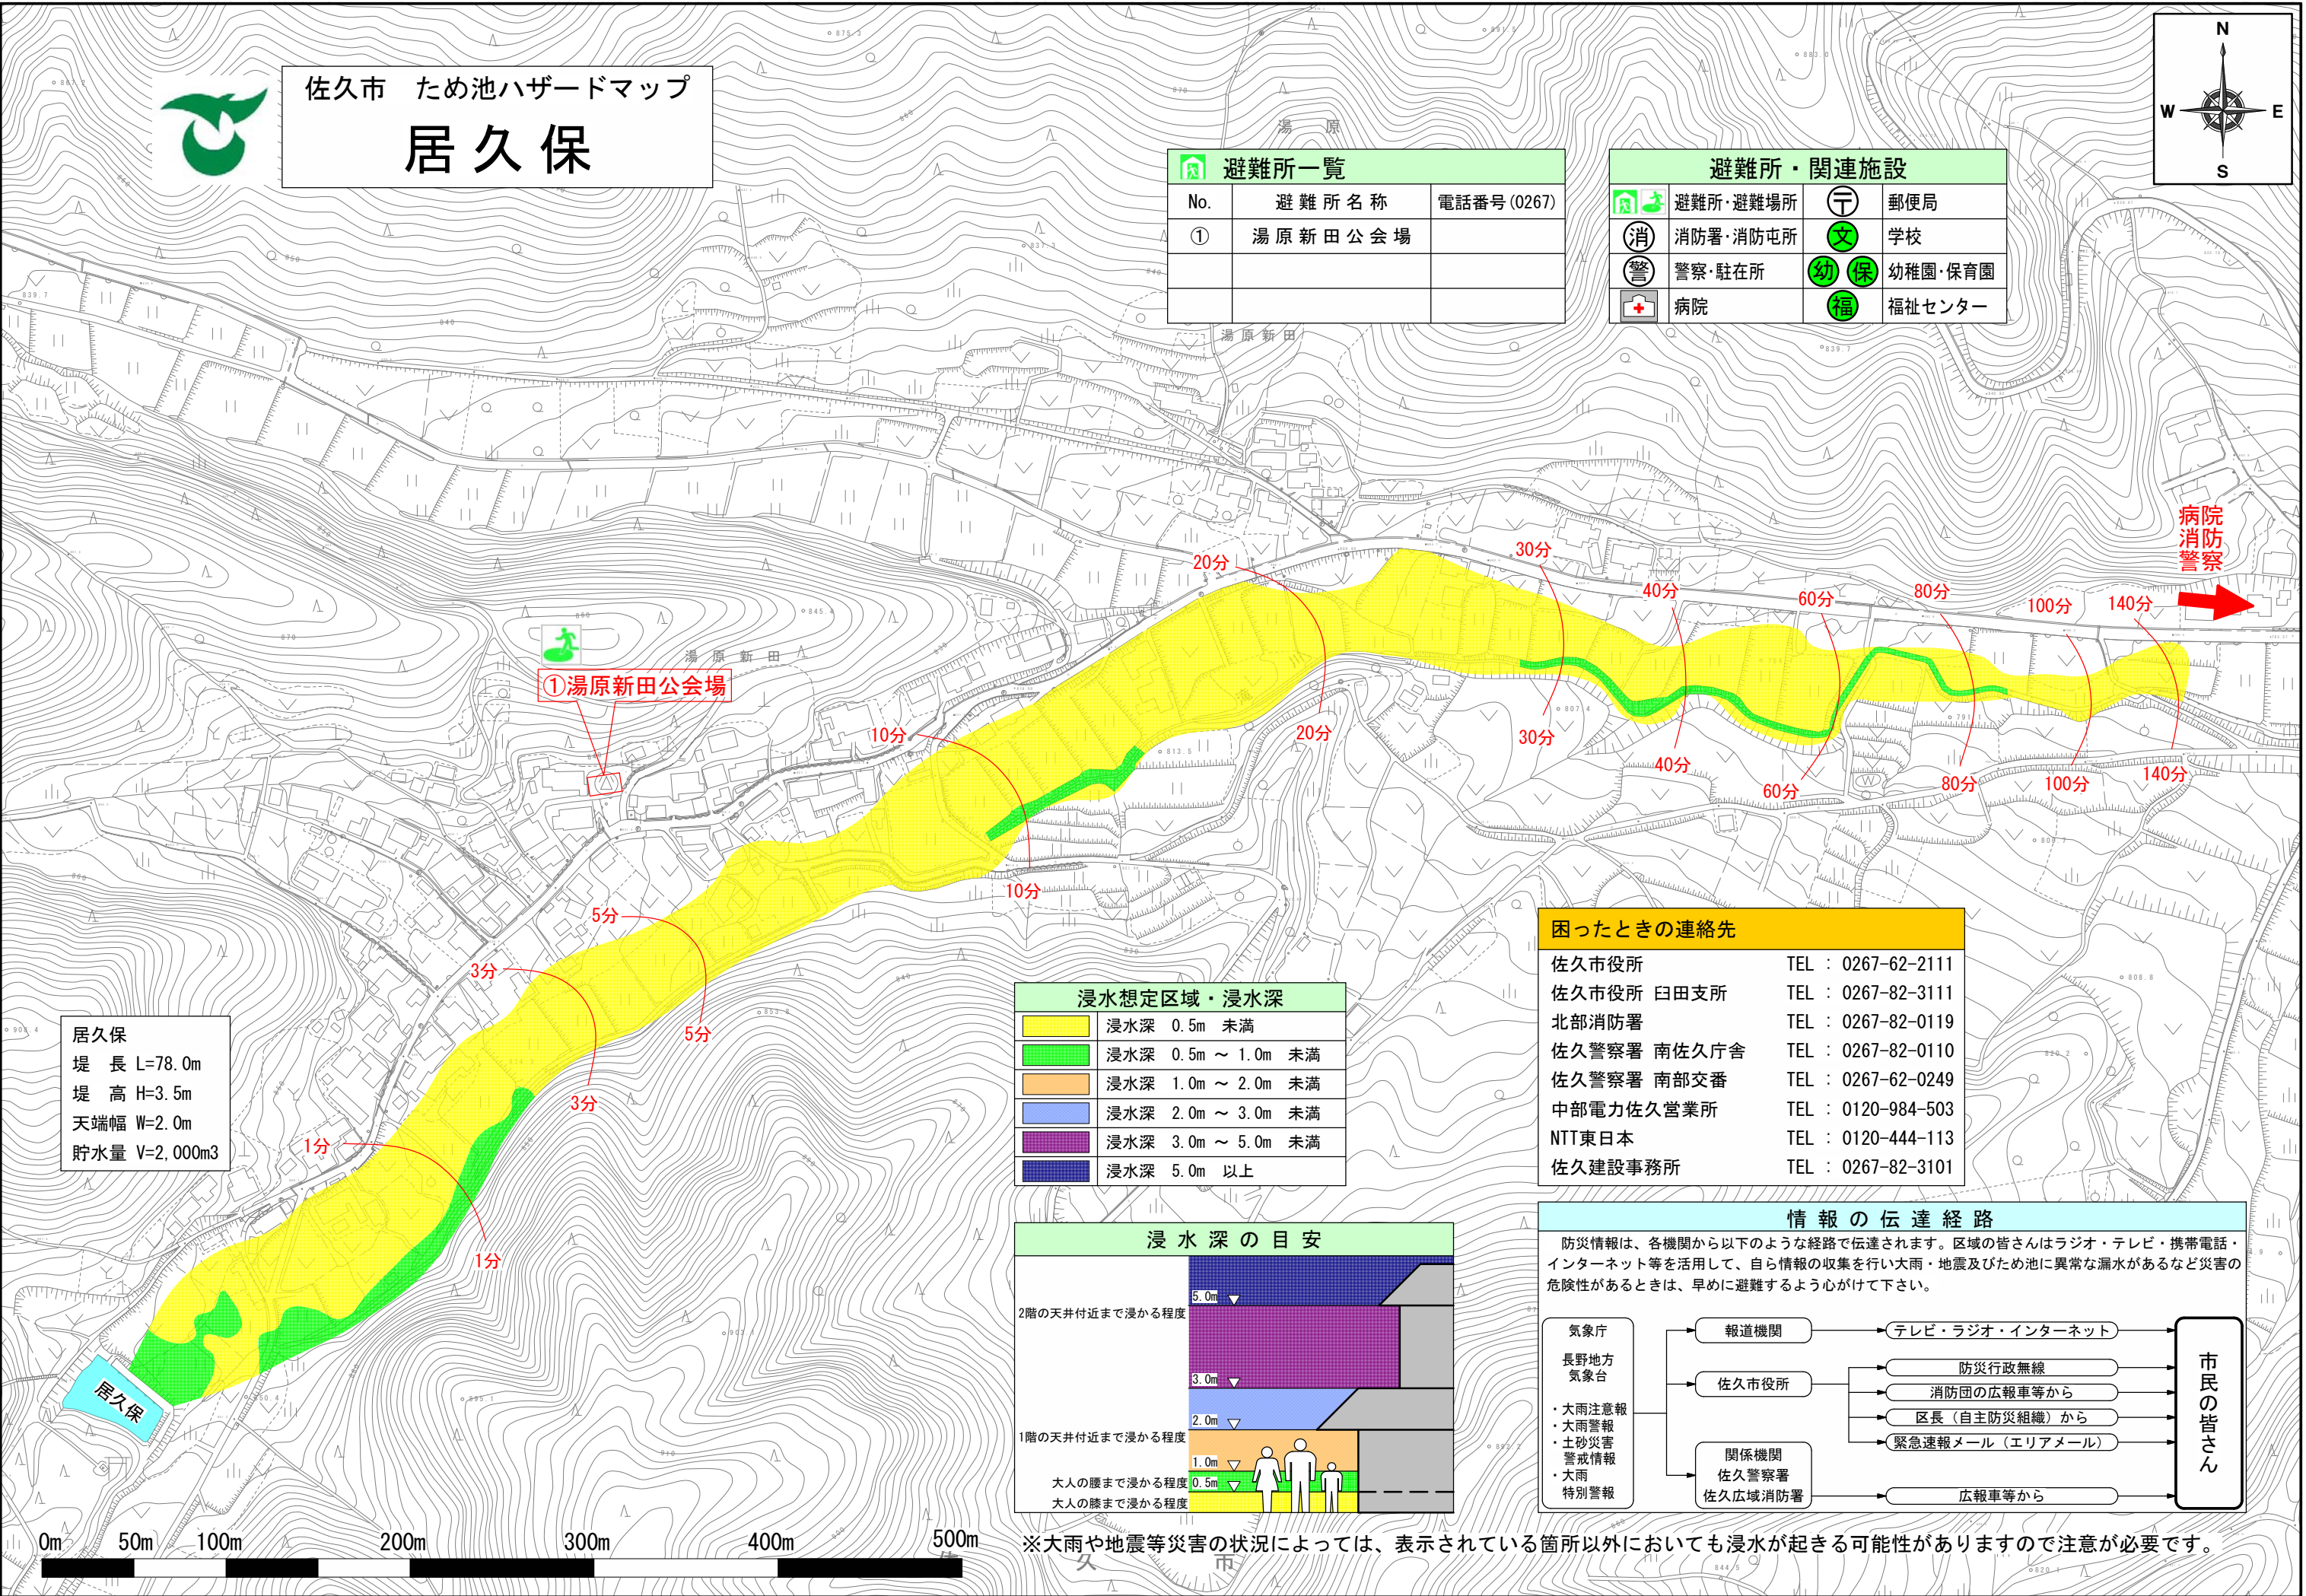 佐久市　ため池ハザードマップ
居久保
N
W
E
S
避難所一覧
No.　避難所名称　電話番号(0267)
①　湯原新田公会場
避難所・関連施設
避難所・避難場所　〒　郵便局
消　消防署・消防屯所　文　学校
警　警察・駐在所　幼　保　幼稚園・保育園
病院　福　福祉センター
湯原
湯原新田
病院
消防
警察
20分
30分
40分
60分
80分
100分
140分
湯原新田
①湯原新田公会場
10分
20分
30分
40分
60分
80分
100分
140分
10分
5分
3分
5分
3分
1分
1分
居久保
堤　長 L=78.0m
堤　高 H=3.5m
天端幅 W=2.0m
貯水量 V=2,000m3
居久保
浸水想定区域・浸水深
浸水深　0.5m　未満
浸水深　0.5m ～ 1.0m　未満
浸水深　1.0m ～ 2.0m　未満
浸水深　2.0m ～ 3.0m　未満
浸水深　3.0m ～ 5.0m　未満
浸水深　5.0m　以上
困ったときの連絡先
佐久市役所　TEL : 0267-62-2111
佐久市役所 臼田支所　TEL : 0267-82-3111
北部消防署　TEL : 0267-82-0119
佐久警察署 南佐久庁舎　TEL : 0267-82-0110
佐久警察署 南部交番　TEL : 0267-62-0249
中部電力佐久営業所　TEL : 0120-984-503
NTT東日本　TEL : 0120-444-113
佐久建設事務所　TEL : 0267-82-3101
浸水深の目安
5.0m
2階の天井付近まで浸かる程度
3.0m
2.0m
1階の天井付近まで浸かる程度
1.0m
大人の腰まで浸かる程度　0.5m
大人の膝まで浸かる程度
情報の伝達経路
防災情報は、各機関から以下のような経路で伝達されます。区域の皆さんはラジオ・テレビ・携帯電話・
インターネット等を活用して、自ら情報の収集を行い大雨・地震及びため池に異常な漏水があるなど災害の
危険性があるときは、早めに避難するよう心がけて下さい。
気象庁
長野地方
気象台
・大雨注意報
・大雨警報
・土砂災害
警戒情報
・大雨
特別警報
報道機関
佐久市役所
関係機関
佐久警察署
佐久広域消防署
テレビ・ラジオ・インターネット
防災行政無線
消防団の広報車等から
区長（自主防災組織）から
緊急速報メール（エリアメール）
広報車等から
市民の皆さん
0m　50m　100m　200m　300m　400m　500m
久　市
※大雨や地震等災害の状況によっては、表示されている箇所以外においても浸水が起きる可能性がありますので注意が必要です。